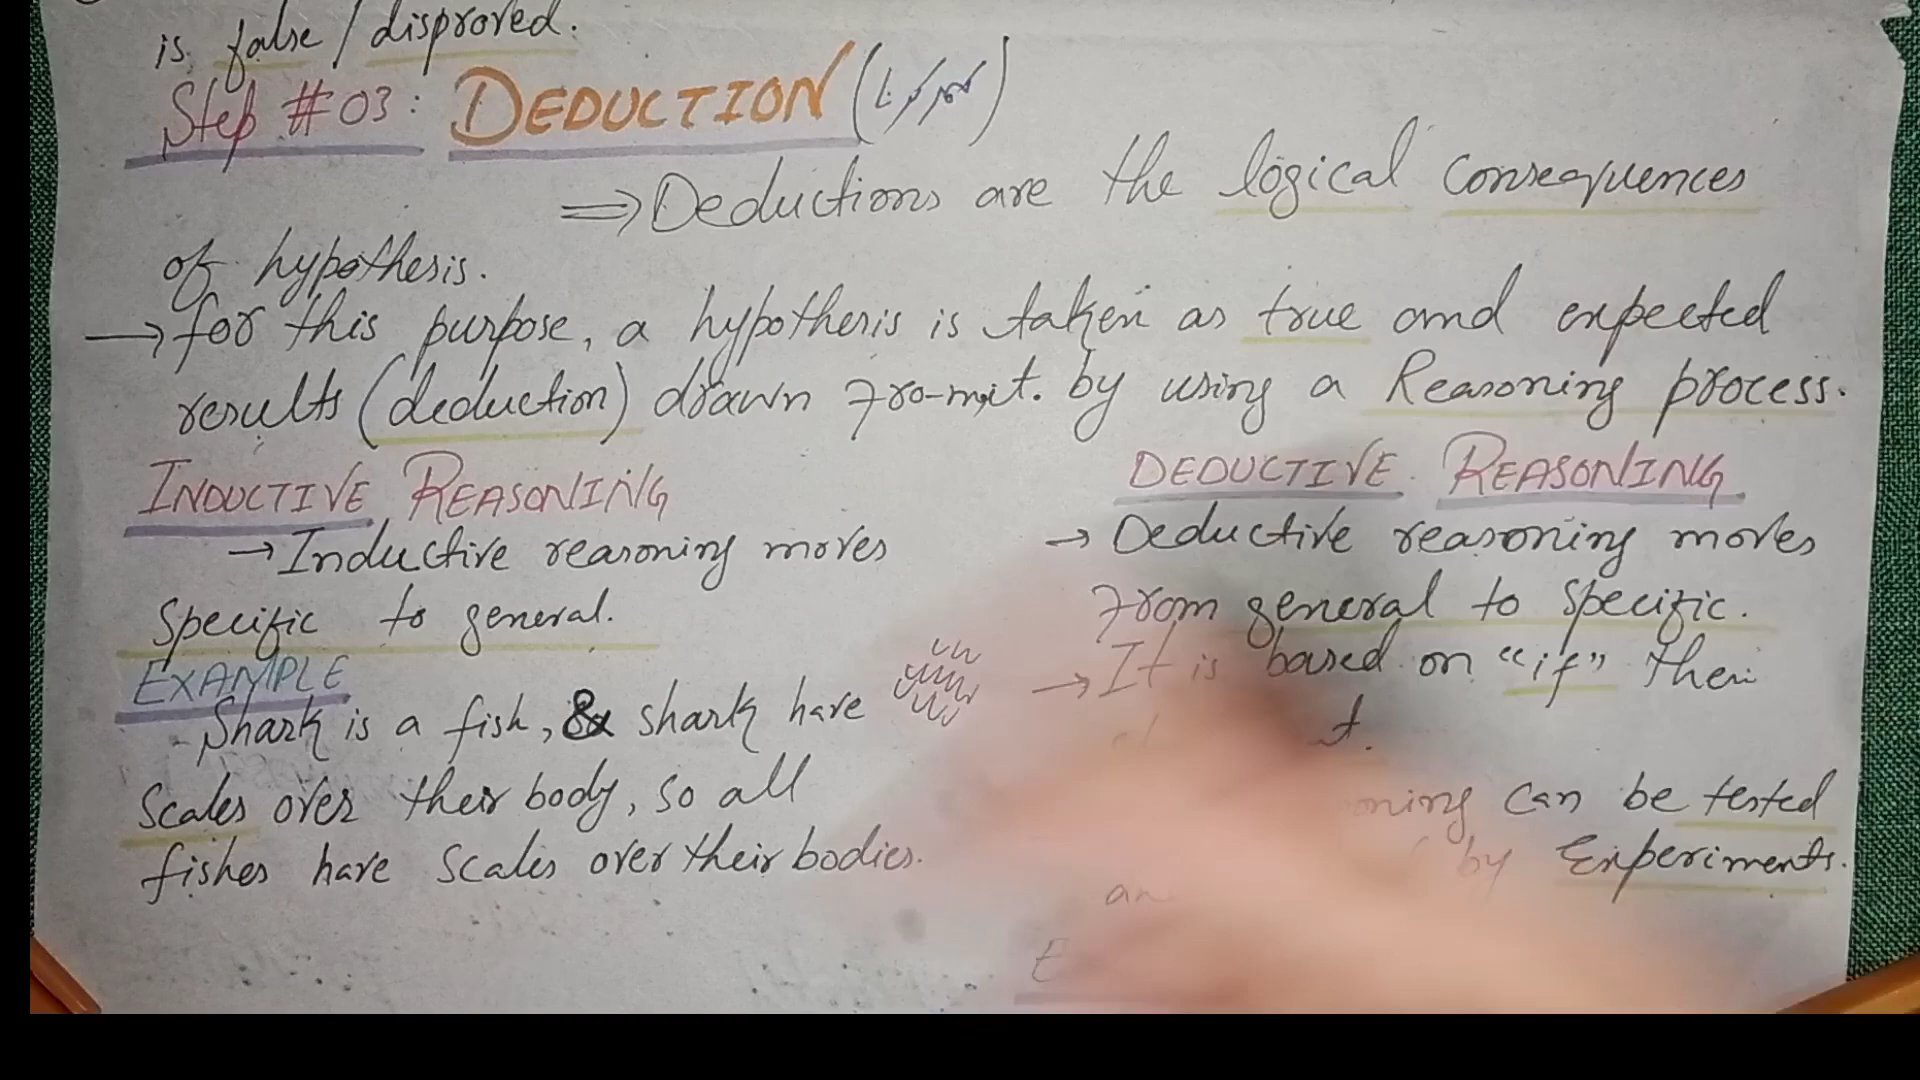 is false / disproved.
Step #03: DEDUCTION
⇒ Deductions are the logical consequences
of hypothesis.
→ for this purpose, a hypothesis is taken as true and expected
results (deduction) drawn from it. by using a Reasoning process.
INDUCTIVE REASONING
→ Inductive reasoning moves
Specific to general.
EXAMPLE
- Shark is a fish, & shark have
Scales over their body, so all
fishes have Scales over their bodies.
DEDUCTIVE REASONING
→ Deductive reasoning moves
from general to specific.
→ It is based on "if" then
can be tested
by Experiments.